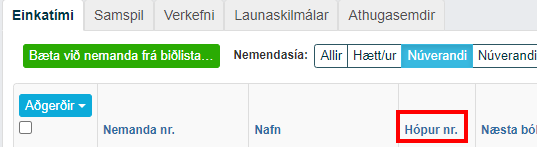 Einkatími Samspil Verkefni Launaskilmálar Athugasemdir
Bæta við nemanda frá biðlista... Nemendasía: Allir Hætt/ur Núverandi Núverandi
Aðgerðir
Nemanda nr. Nafn Hópur nr. Næsta ból